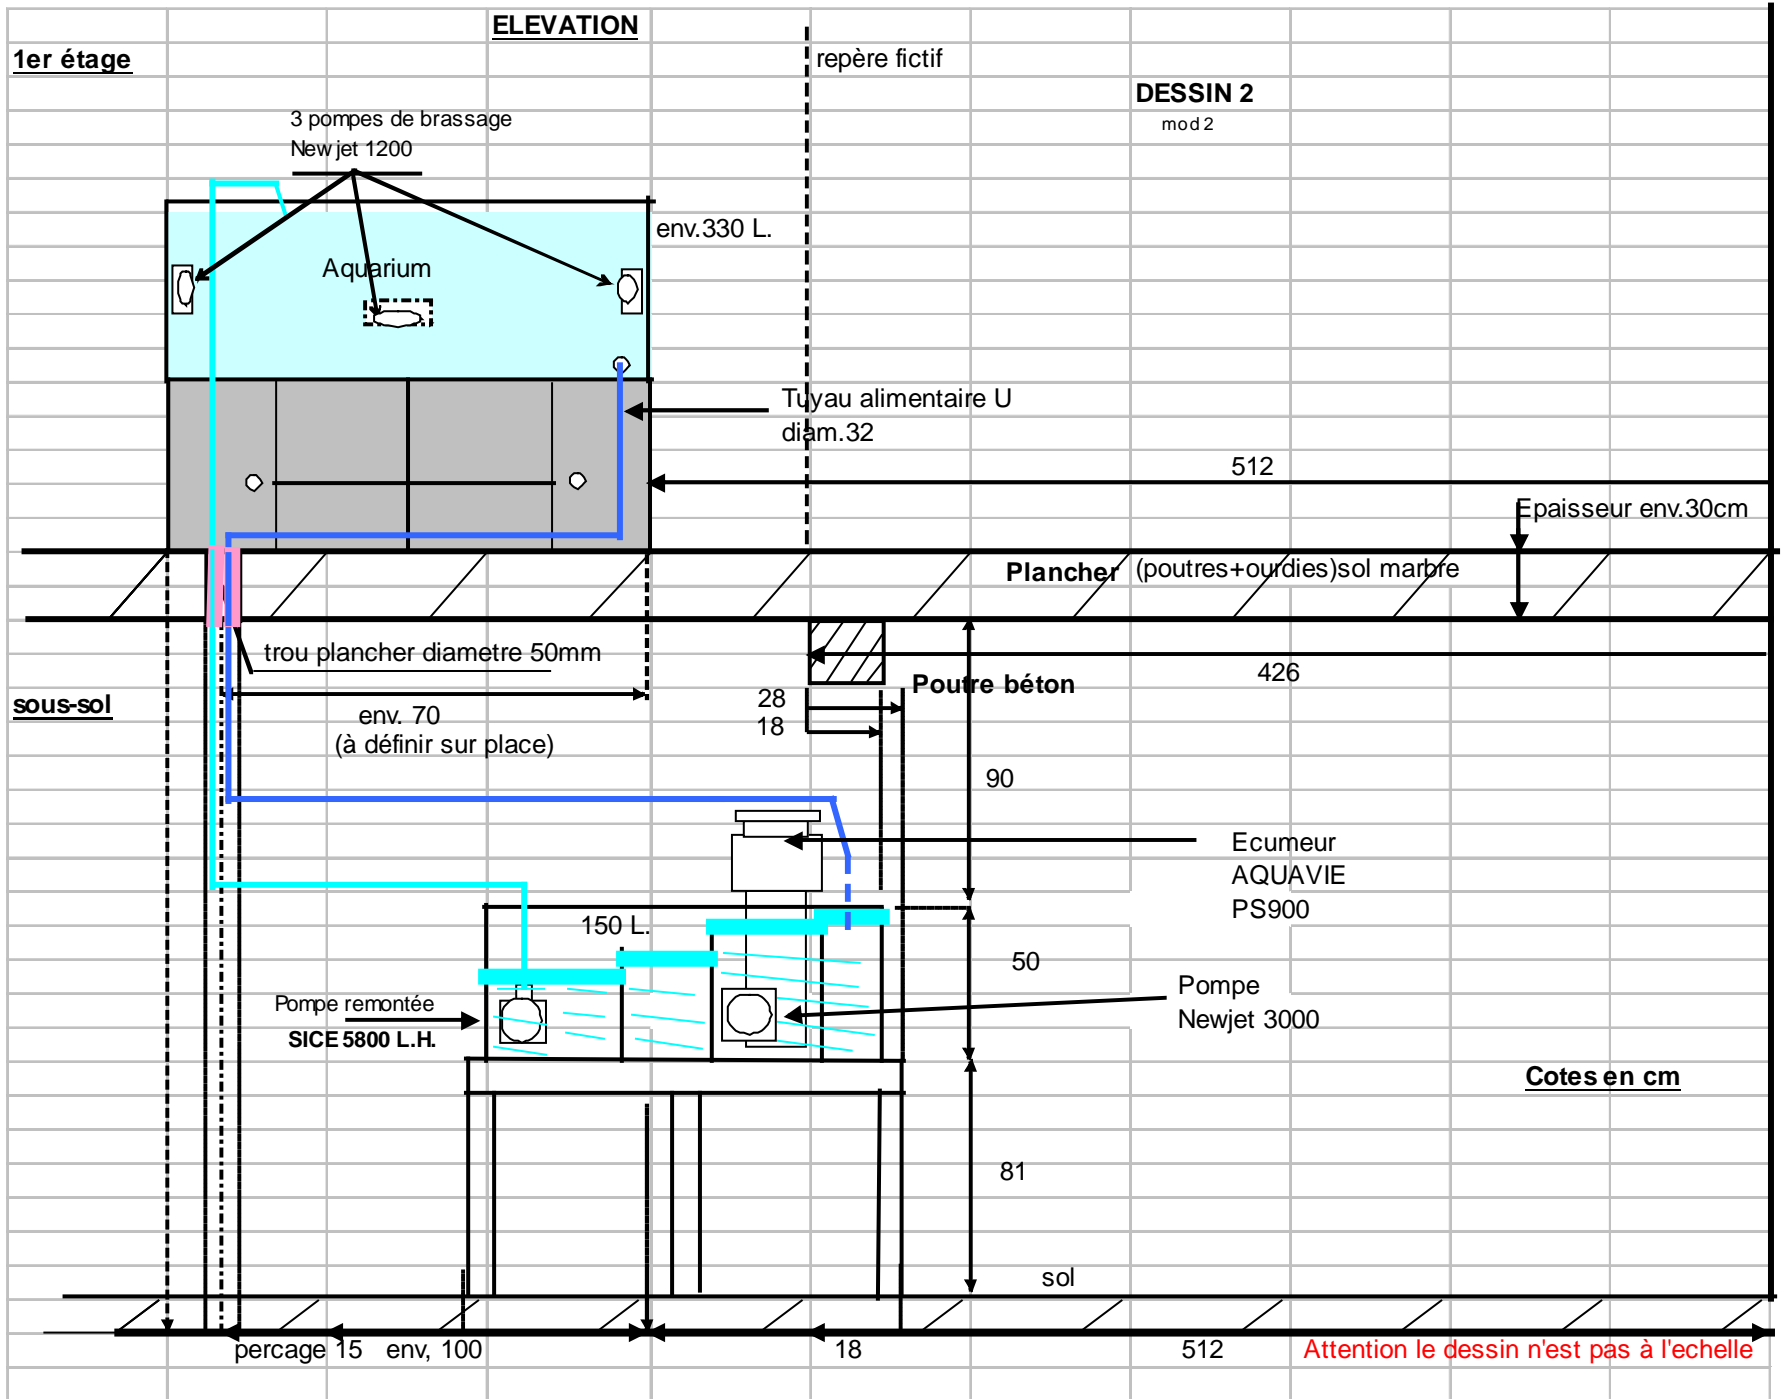 ELEVATION
1er étage
repère fictif
DESSIN 2
mod 2
3 pompes de brassage
Newjet 1200
env.330 L.
Aquarium
Tuyau alimentaire U
diam.32
512
Epaisseur env.30cm
Plancher (poutres+ourdies)sol marbre
trou plancher diametre 50mm
426
Poutre béton
sous-sol
28
env. 70
18
(à définir sur place)
90
Ecumeur
AQUAVIE
PS900
150 L.
50
Pompe
Newjet 3000
Pompe remontée
SICE 5800 L.H.
Cotes en cm
81
sol
percage 15 env, 100
18
512
Attention le dessin n'est pas à l'echelle